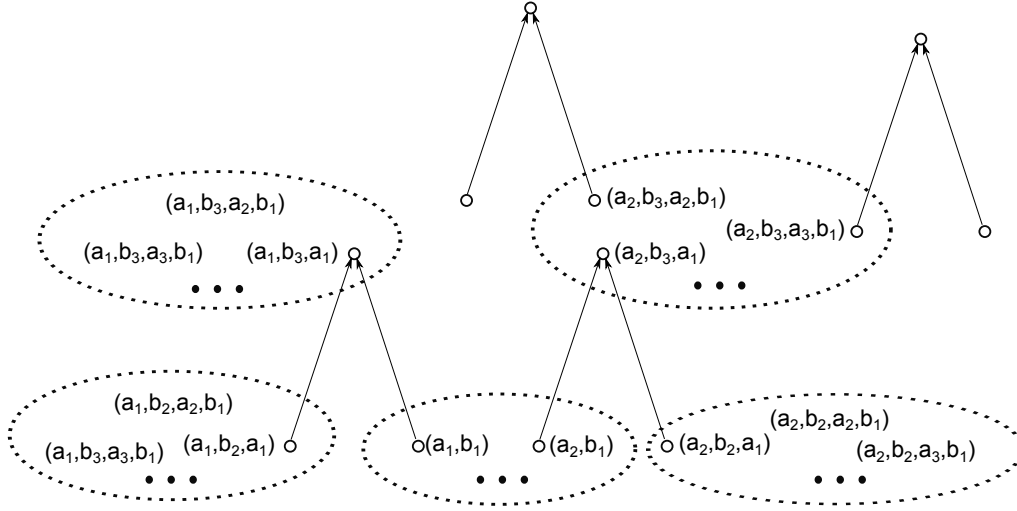 (a₁,b₃,a₂,b₁)
(a₁,b₃,a₃,b₁) (a₁,b₃,a₁)
(a₂,b₃,a₂,b₁)
(a₂,b₃,a₃,b₁)
(a₂,b₃,a₁)
(a₁,b₂,a₂,b₁)
(a₁,b₃,a₃,b₁) (a₁,b₂,a₁)
(a₁,b₁) (a₂,b₁)
(a₂,b₂,a₂,b₁)
(a₂,b₂,a₁) (a₂,b₂,a₃,b₁)